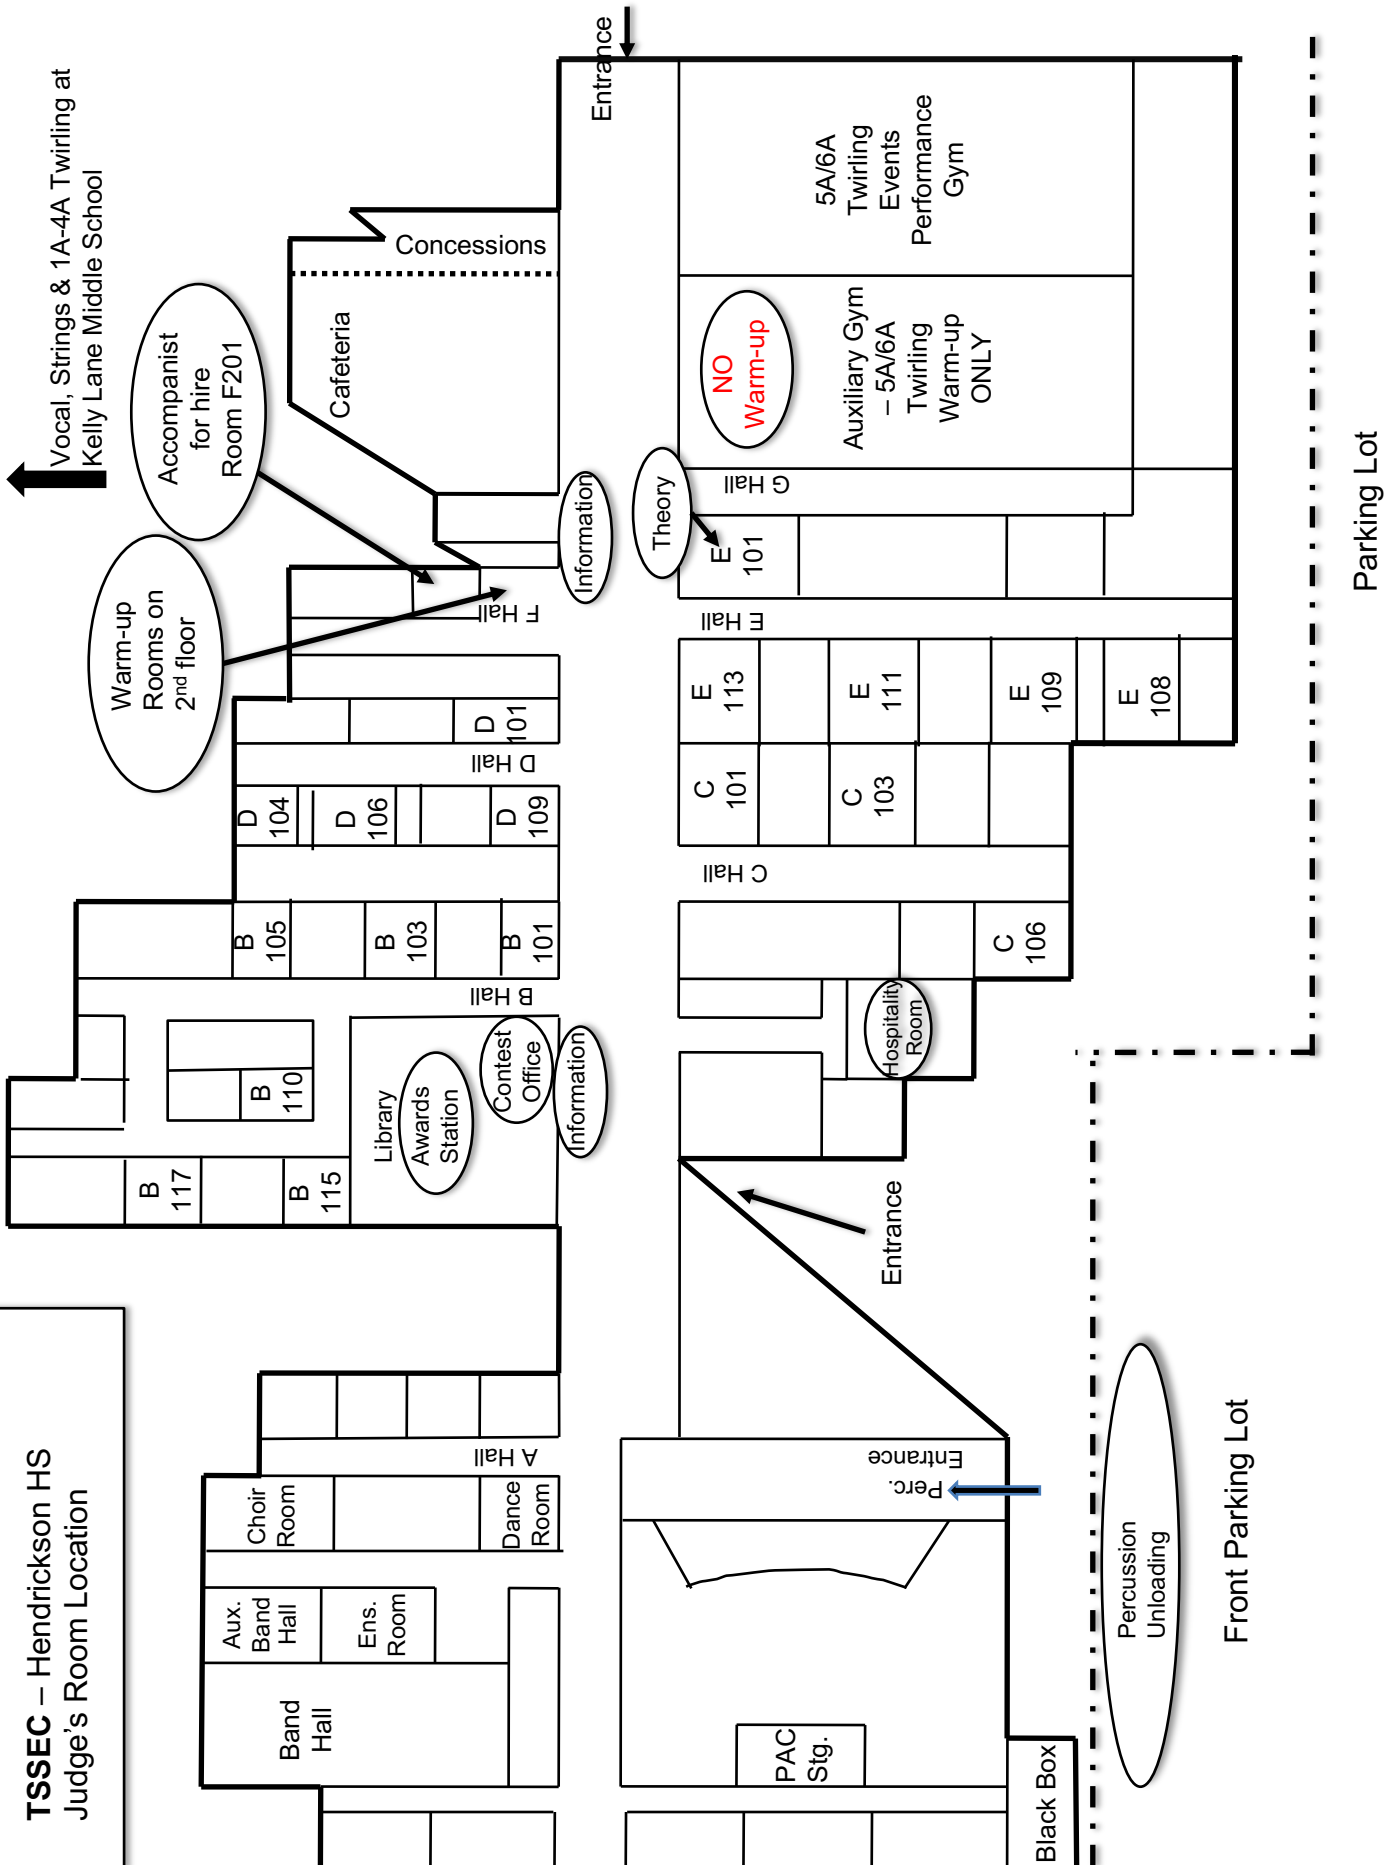 TSSEC – Hendrickson HS
Judge's Room Location
Vocal, Strings & 1A-4A Twirling at
Kelly Lane Middle School
Warm-up
Rooms on
2nd floor
Accompanist
for hire
Room F201
Cafeteria
Concessions
Entrance
Information
F Hall
D
101
D Hall
D
104
D
106
D
109
B
105
B
103
B
101
B Hall
B
110
B
117
B
115
Library
Awards
Station
Contest
Office
Information
A Hall
Choir
Room
Dance
Room
Aux.
Band
Hall
Ens.
Room
Band
Hall
Theory
E
101
G Hall
NO
Warm-up
Auxiliary Gym
– 5A/6A
Twirling
Warm-up
ONLY
5A/6A
Twirling
Events
Performance
Gym
E Hall
E
113
E
111
E
109
E
108
C
101
C
103
C Hall
C
106
Hospitality
Room
Entrance
Perc.
Entrance
PAC
Stg.
Black Box
Percussion
Unloading
Front Parking Lot
Parking Lot